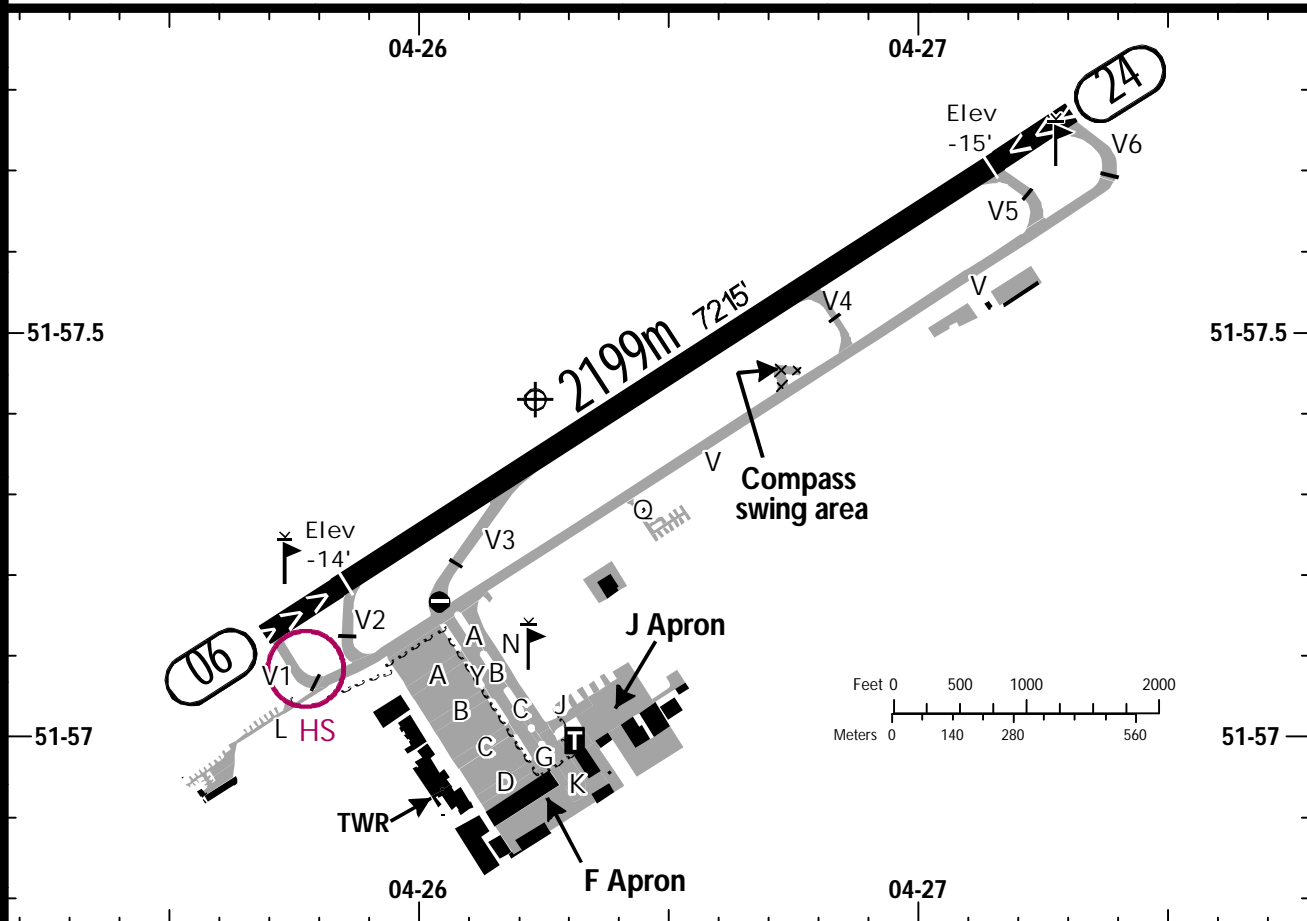 04-26
04-27
24
Elev
-15'
V6
V5
V
51-57.5
51-57.5
V4
2199m 7215'
Compass
swing area
V
Q
Elev
-14'
V3
V2
06
V1
L HS
A
N
J Apron
A
Y
B
B
C
J
C
G
T
D
K
TWR
F Apron
Feet 0 500 1000 2000
Meters 0 140 280 560
51-57
51-57
04-26
04-27